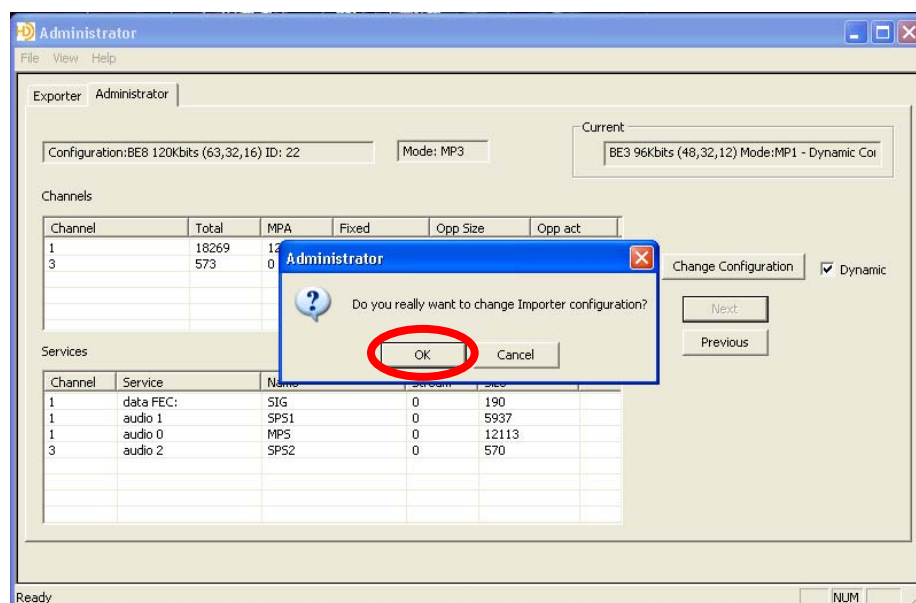 Administrator
File View Help
Exporter Administrator
Current
Configuration:BE8 120Kbits (63,32,16) ID: 22
Mode: MP3
BE3 96Kbits (48,32,12) Mode:MP1 - Dynamic Co
Channels
Channel Total MPA Fixed Opp Size Opp act
1 18269
3 573 0
Administrator
Do you really want to change Importer configuration?
OK Cancel
Change Configuration
Dynamic
Next
Previous
Services
Channel Service Stream Size
1 data FEC: SIG 0 190
1 audio 1 SPS1 0 5937
1 audio 0 MPS 0 12113
3 audio 2 SPS2 0 570
Ready NUM